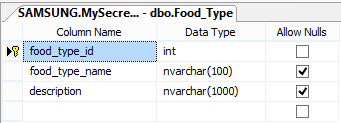 SAMSUNG.MySecre... - dbo.Food_Type
Column Name Data Type Allow Nulls
food_type_id int
food_type_name nvarchar(100)
description nvarchar(1000)